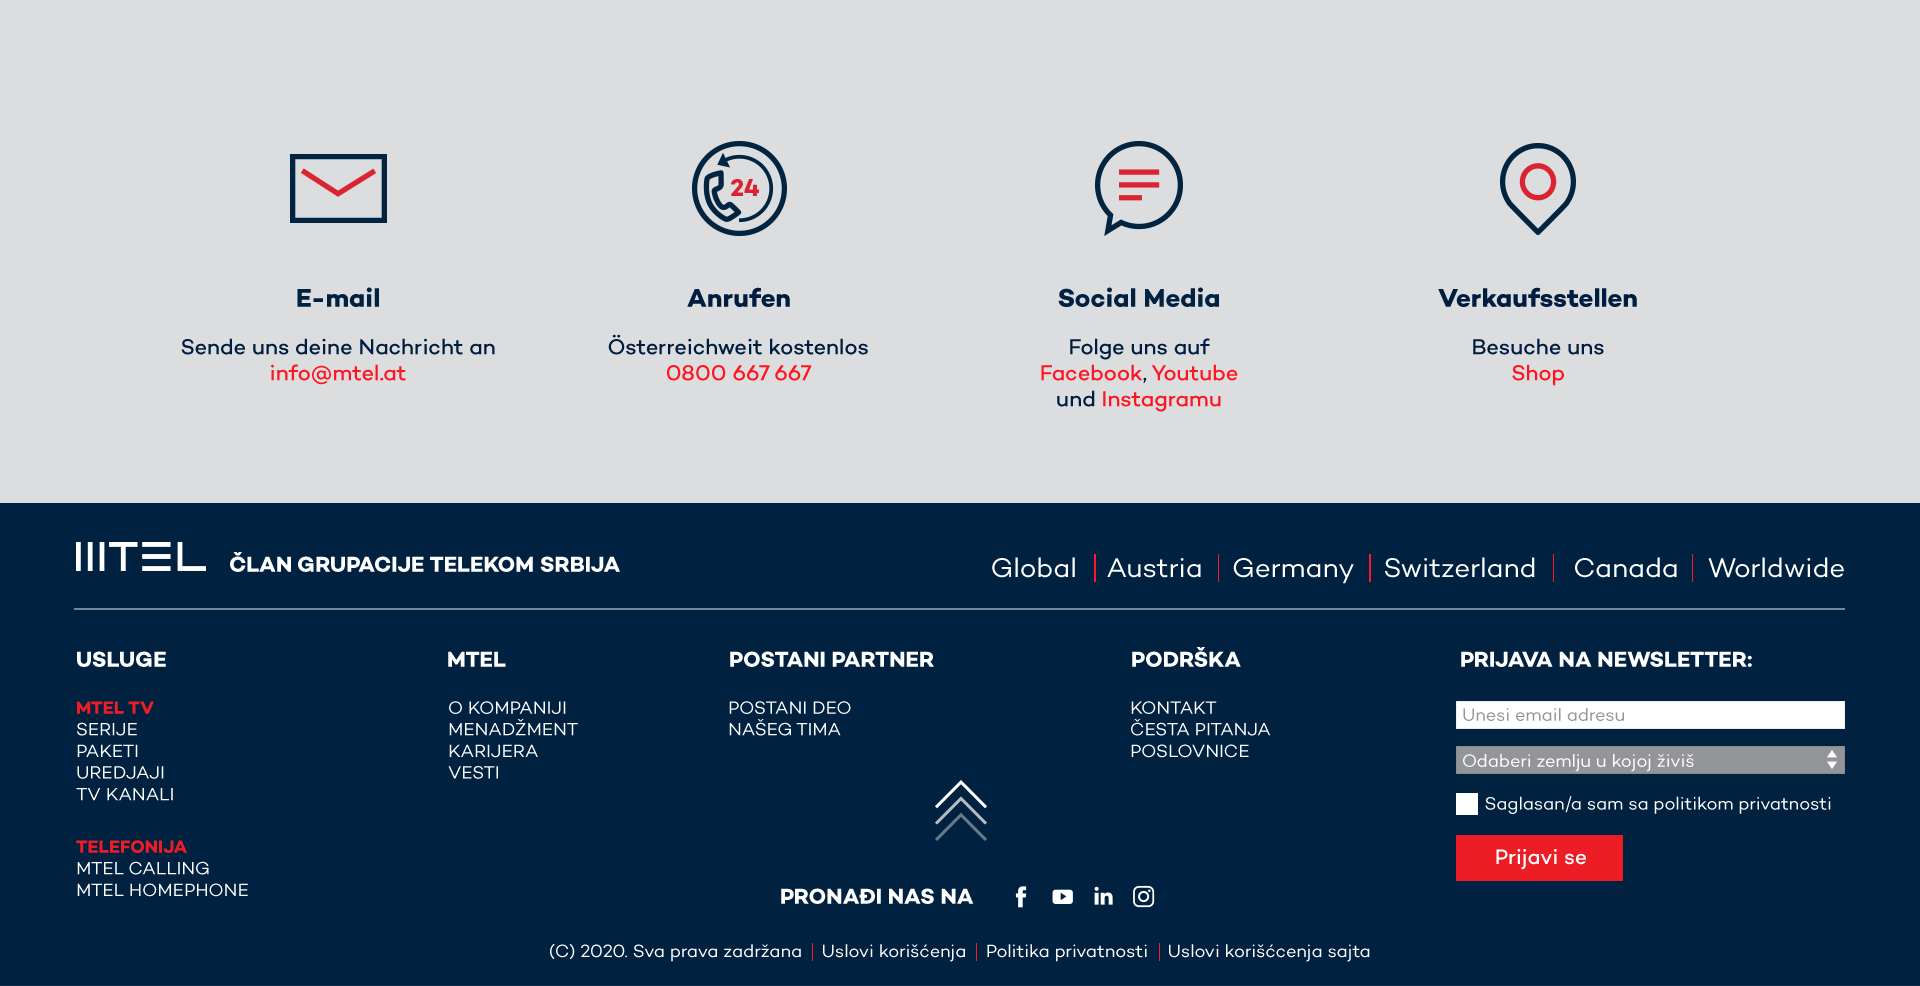 24
E-mail
Sende uns deine Nachricht an
info@mtel.at
Anrufen
Österreichweit kostenlos
0800 667 667
Social Media
Folge uns auf
Facebook, Youtube
und Instagramu
Verkaufsstellen
Besuche uns
Shop
MTEL ČLAN GRUPACIJE TELEKOM SRBIJA
Global Austria Germany Switzerland Canada Worldwide
USLUGE
MTEL TV
SERIJE
PAKETI
UREDJAJI
TV KANALI
TELEFONIJA
MTEL CALLING
MTEL HOMEPHONE
MTEL
O KOMPANIJI
MENADŽMENT
KARIJERA
VESTI
POSTANI PARTNER
POSTANI DEO
NAŠEG TIMA
PODRŠKA
KONTAKT
ČESTA PITANJA
POSLOVNICE
PRIJAVA NA NEWSLETTER:
Unesi email adresu
Odaberi zemlju u kojoj živiš
Saglasan/a sam sa politikom privatnosti
Prijavi se
PRONAĐI NAS NA
(C) 2020. Sva prava zadržana Uslovi korišćenja Politika privatnosti Uslovi korišćcenja sajta